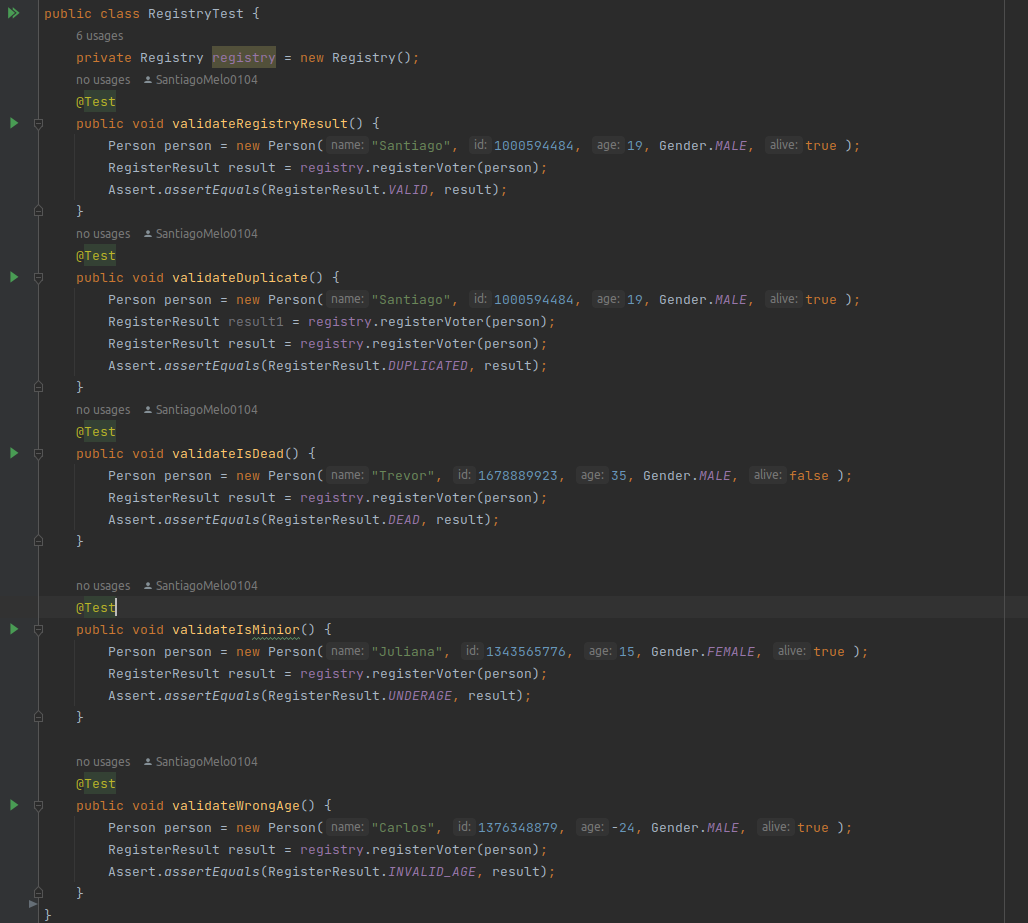 public class RegistryTest {
6 usages
private Registry registry = new Registry();
no usages SantiagoMelo0104
@Test
public void validateRegistryResult() {
Person person = new Person( name: "Santiago", id: 1000594484, age: 19, Gender.MALE, alive: true );
RegisterResult result = registry.registerVoter(person);
Assert.assertEquals(RegisterResult.VALID, result);
}
no usages SantiagoMelo0104
@Test
public void validateDuplicate() {
Person person = new Person( name: "Santiago", id: 1000594484, age: 19, Gender.MALE, alive: true );
RegisterResult result1 = registry.registerVoter(person);
RegisterResult result = registry.registerVoter(person);
Assert.assertEquals(RegisterResult.DUPLICATED, result);
}
no usages SantiagoMelo0104
@Test
public void validateIsDead() {
Person person = new Person( name: "Trevor", id: 1678889923, age: 35, Gender.MALE, alive: false );
RegisterResult result = registry.registerVoter(person);
Assert.assertEquals(RegisterResult.DEAD, result);
}
no usages SantiagoMelo0104
@Test
public void validateIsMinior() {
Person person = new Person( name: "Juliana", id: 1343565776, age: 15, Gender.FEMALE, alive: true );
RegisterResult result = registry.registerVoter(person);
Assert.assertEquals(RegisterResult.UNDERAGE, result);
}
no usages SantiagoMelo0104
@Test
public void validateWrongAge() {
Person person = new Person( name: "Carlos", id: 1376348879, age: -24, Gender.MALE, alive: true );
RegisterResult result = registry.registerVoter(person);
Assert.assertEquals(RegisterResult.INVALID_AGE, result);
}
}